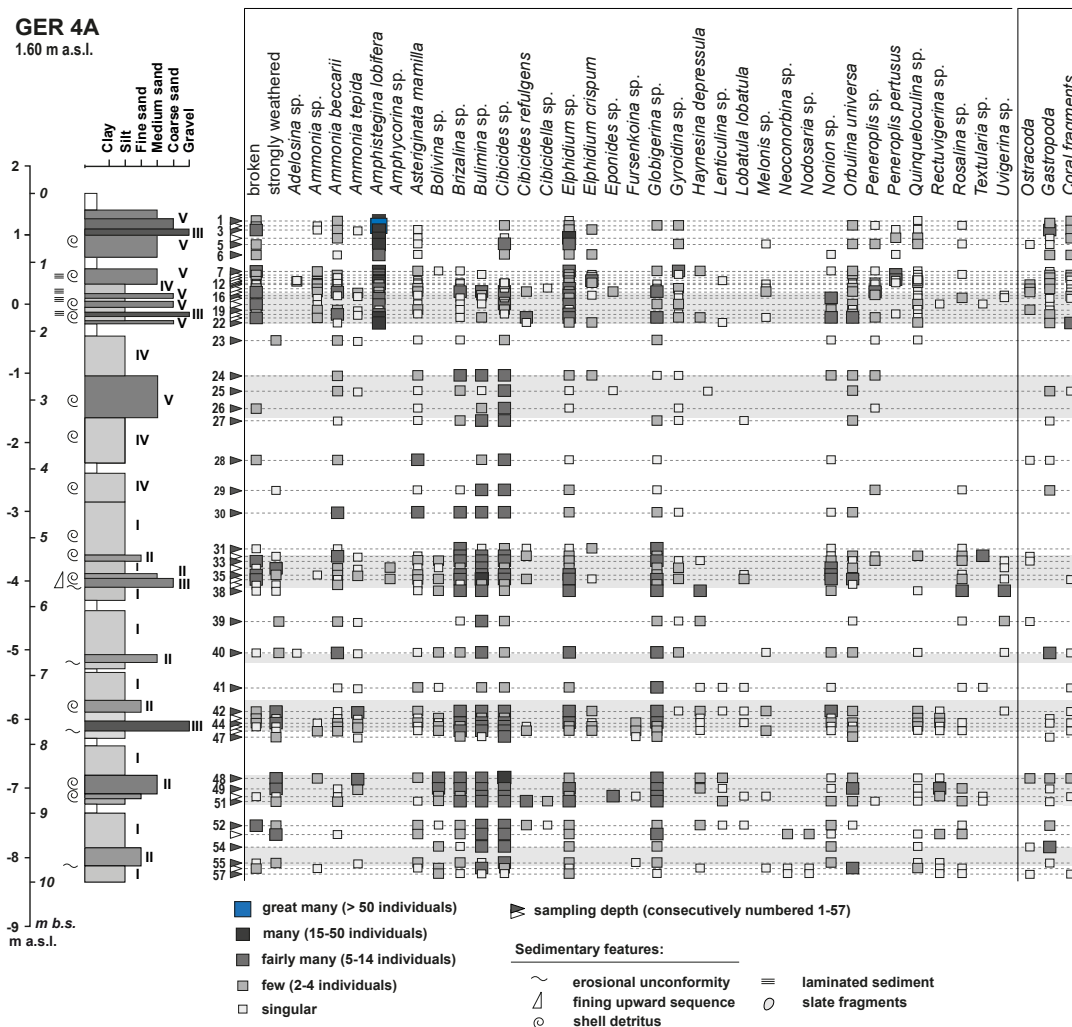 GER 4A
1.60 m a.s.l.
Clay
Silt
Fine sand
Medium sand
Coarse sand
Gravel
broken
strongly weathered
Adelosina sp.
Ammonia sp.
Ammonia beccarii
Ammonia tepida
Amphistegina lobifera
Amphycorina sp.
Asteriginata mamilla
Bolivina sp.
Brizalina sp.
Bulimina sp.
Cibicides sp.
Cibicides refulgens
Cibicidella sp.
Elphidium sp.
Elphidium crispum
Eponides sp.
Fursenkoina sp.
Globigerina sp.
Gyroidina sp.
Haynesina depressula
Lenticulina sp.
Lobatula lobatula
Melonis sp.
Neoconorbina sp.
Nodosaria sp.
Nonion sp.
Orbulina universa
Peneroplis sp.
Peneroplis pertusus
Quinqueloculina sp.
Rectuvigerina sp.
Rosalina sp.
Textularia sp.
Uvigerina sp.
Ostracoda
Gastropoda
Coral fragments
2
0
1
1
0
2
-1
3
-2
4
-3
5
-4
6
-5
7
-6
8
-7
9
-8
10
-9
m b.s.
m a.s.l.
V
III
V
V
IV
V
V
III
V
IV
V
IV
IV
I
II
I
II
III
I
I
II
I
II
III
I
II
I
II
I
1
3
5
6
7
12
16
19
22
23
24
25
26
27
28
29
30
31
33
35
38
39
40
41
42
44
47
48
49
51
52
54
55
57
great many (> 50 individuals)
many (15-50 individuals)
fairly many (5-14 individuals)
few (2-4 individuals)
singular
sampling depth (consecutively numbered 1-57)
Sedimentary features:
erosional unconformity
fining upward sequence
shell detritus
laminated sediment
slate fragments